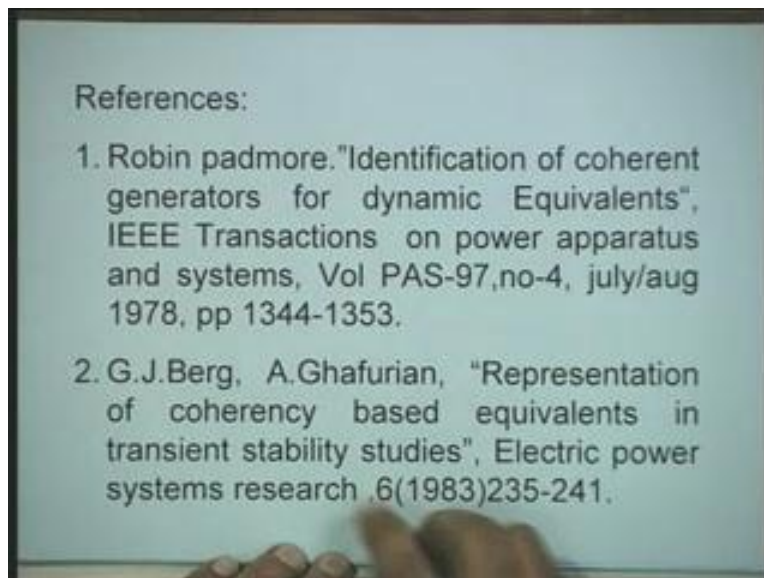 References:
1. Robin padmore."Identification of coherent
generators for dynamic Equivalents",
IEEE Transactions on power apparatus
and systems, Vol PAS-97,no-4, july/aug
1978, pp 1344-1353.
2. G.J.Berg, A.Ghafurian, “Representation
of coherency based equivalents in
transient stability studies”, Electric power
systems research ,6(1983)235-241.